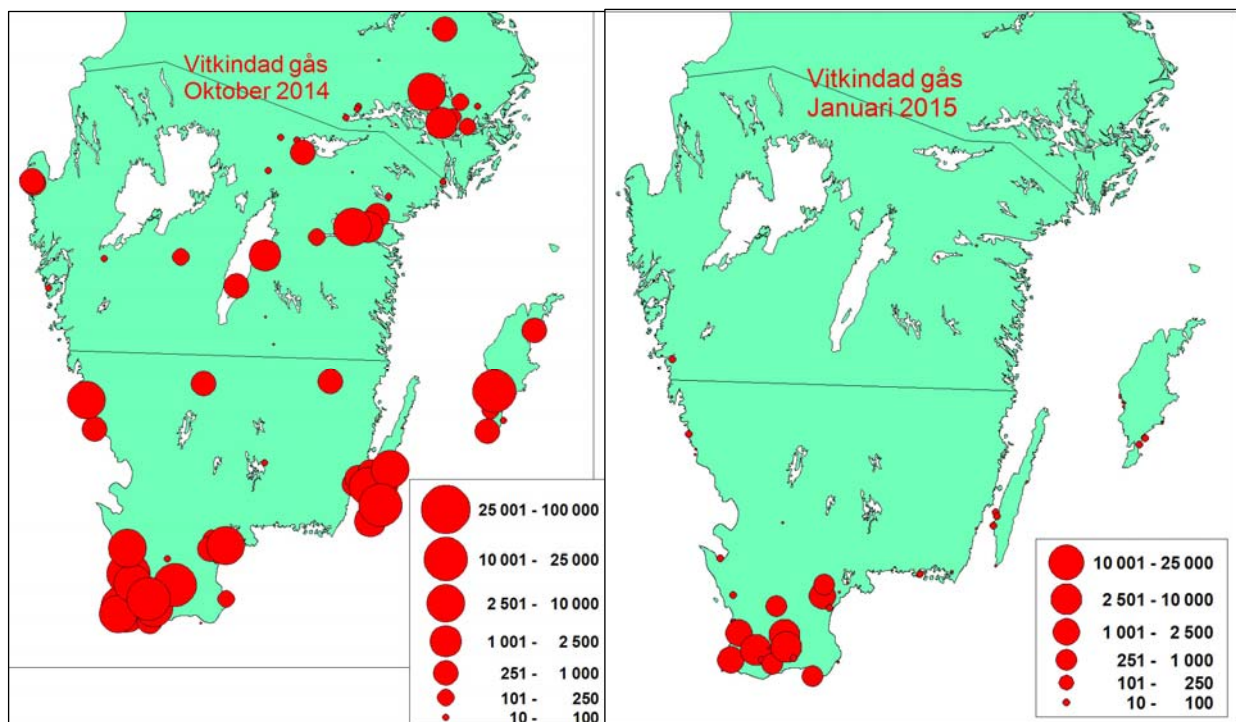 Vitkindad gås
Oktober 2014
25 001 - 100 000
10 001 - 25 000
2 501 - 10 000
1 001 - 2 500
251 - 1 000
101 - 250
10 - 100
Vitkindad gås
Januari 2015
10 001 - 25 000
2 501 - 10 000
1 001 - 2 500
251 - 1 000
101 - 250
10 - 100